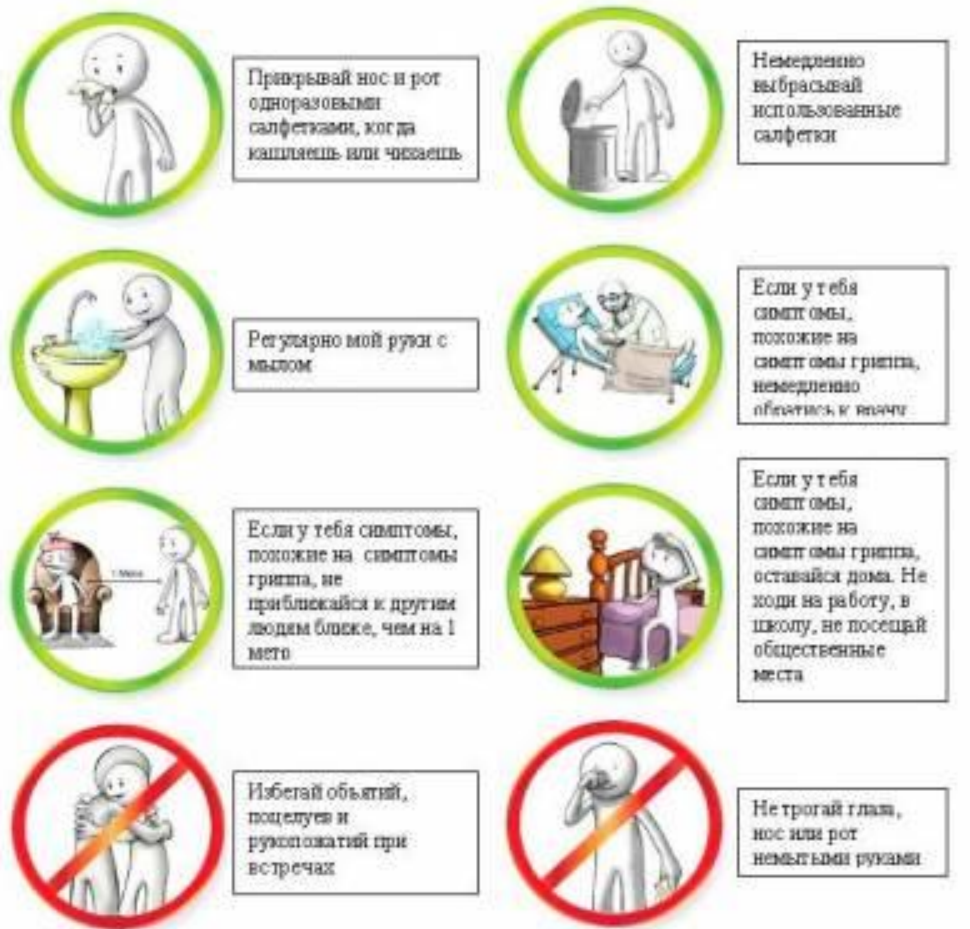 Прикрывай нос и рот
одноразовыми
салфетками, когда
кашляешь или чихаешь
Немедленно
выбрасывай
использованные
салфетки
Регулярно мой руки с
мылом
Если у тебя
симптомы,
похожие на
симптомы гриппа,
немедленно
обратись к врачу
Если у тебя симптомы,
похожие на симптомы
гриппа, не
приближайся к другим
людям ближе, чем на 1
метр
Если у тебя
симптомы,
похожие на
симптомы гриппа,
оставайся дома. Не
ходи на работу, в
школу, не посещай
общественные
места
Избегай объятий,
поцелуев и
рукопожатий при
встречах
Не трогай глаза,
нос или рот
немытыми руками